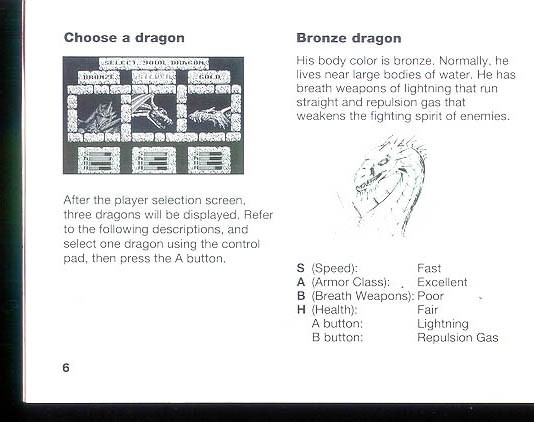 Choose a dragon
SELECT YOUR DRAGON
BRONZE SILVER GOLD
After the player selection screen,
three dragons will be displayed. Refer
to the following descriptions, and
select one dragon using the control
pad, then press the A button.
6
Bronze dragon
His body color is bronze. Normally, he
lives near large bodies of water. He has
breath weapons of lightning that run
straight and repulsion gas that
weakens the fighting spirit of enemies.
S (Speed): Fast
A (Armor Class): Excellent
B (Breath Weapons): Poor
H (Health): Fair
A button: Lightning
B button: Repulsion Gas